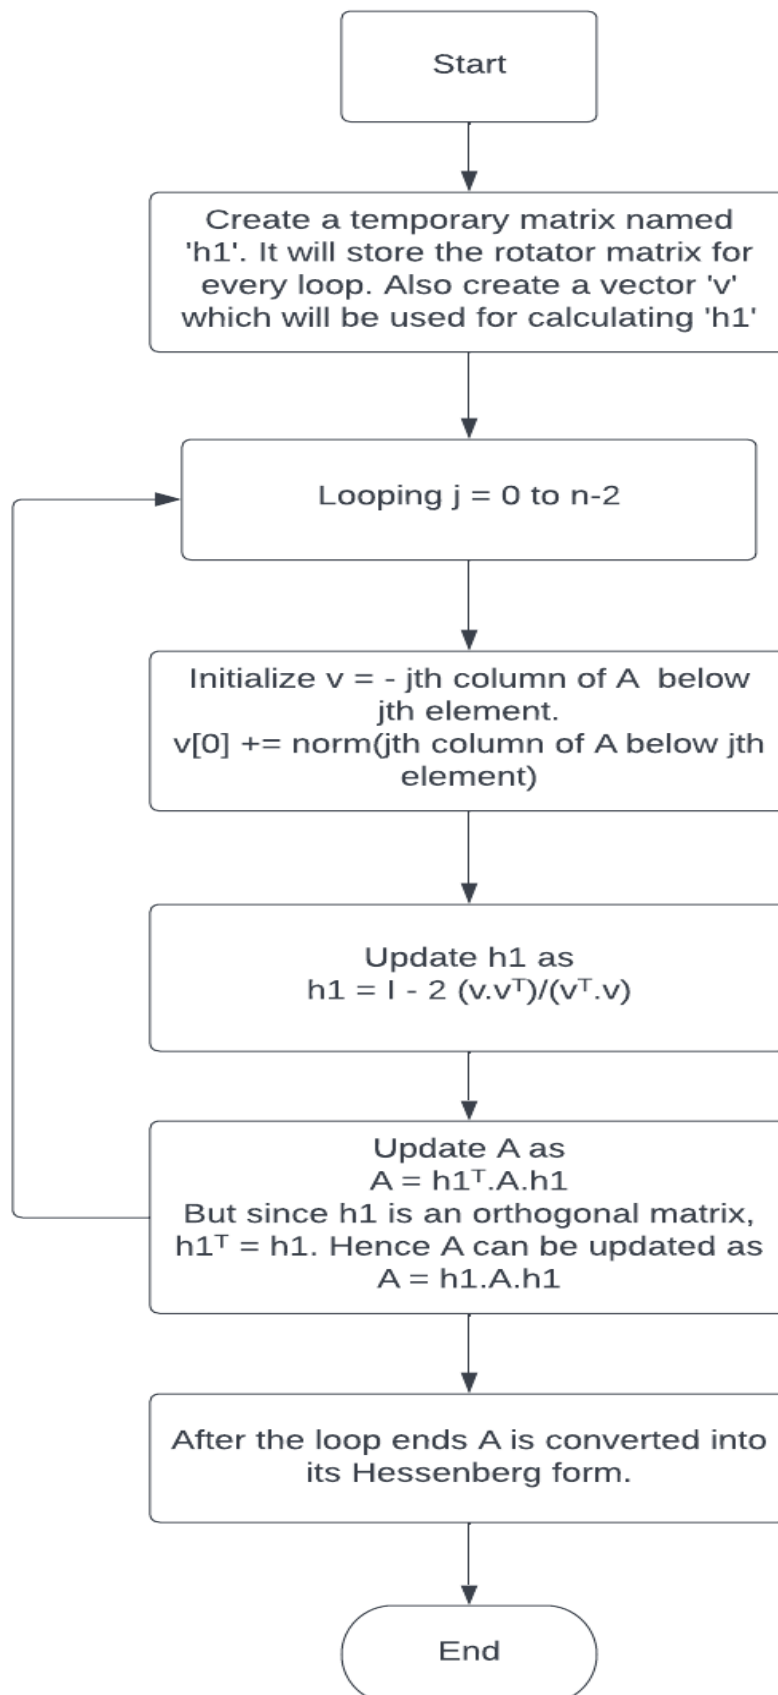 Start
Create a temporary matrix named
'h1'. It will store the rotator matrix for
every loop. Also create a vector 'v'
which will be used for calculating 'h1'
Looping j = 0 to n-2
Initialize v = - jth column of A  below
jth element.
v[0] += norm(jth column of A below jth
element)
Update h1 as
h1 = I - 2 (v.vᵀ)/(vᵀ.v)
Update A as
A = h1ᵀ.A.h1
But since h1 is an orthogonal matrix,
h1ᵀ = h1. Hence A can be updated as
A = h1.A.h1
After the loop ends A is converted into
its Hessenberg form.
End